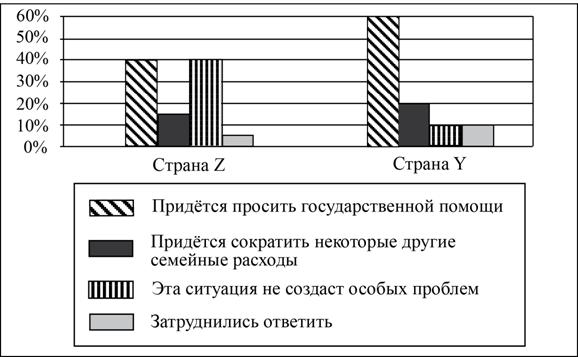 60%
50%
40%
30%
20%
10%
0%
Страна Z
Страна Y
Придётся просить государственной помощи
Придётся сократить некоторые другие
семейные расходы
Эта ситуация не создаст особых проблем
Затруднились ответить